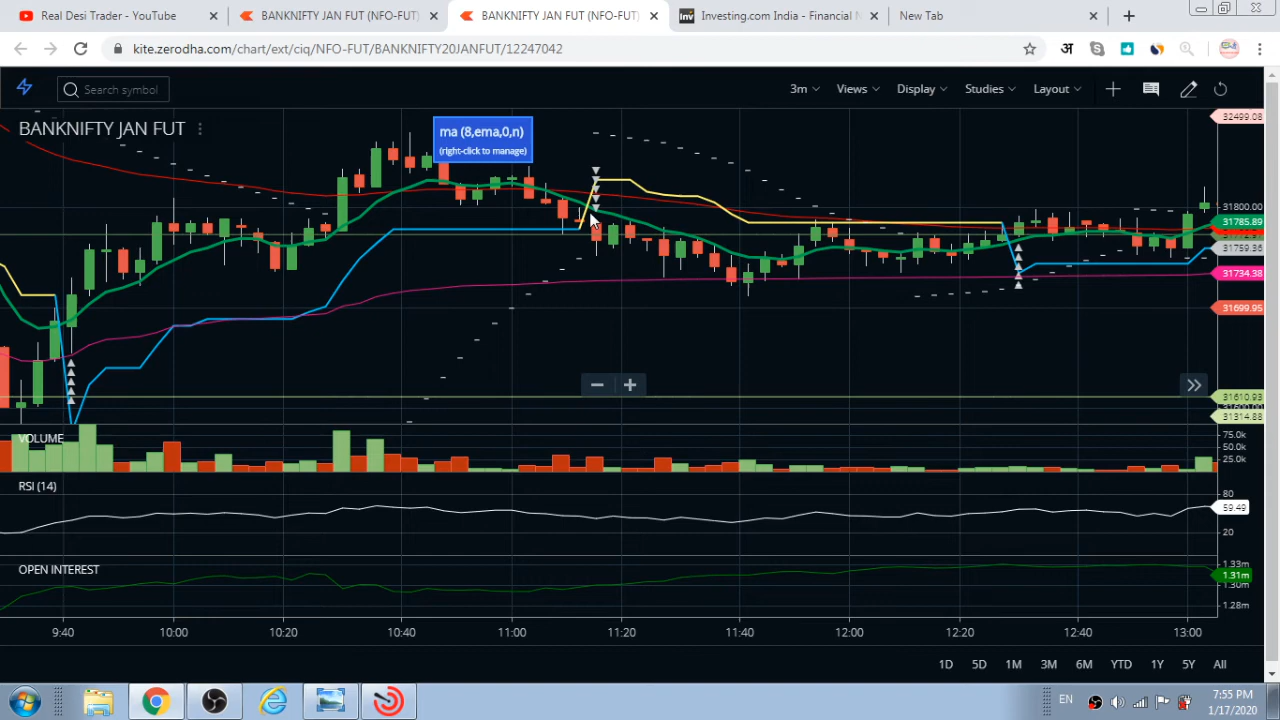 Real Desi Trader - YouTube
BANKNIFTY JAN FUT (NFO-FUT)
BANKNIFTY JAN FUT (NFO-FUT)
Investing.com India - Financial N
New Tab
kite.zerodha.com/chart/ext/ciq/NFO-FUT/BANKNIFTY20JANFUT/12247042
अ
Search symbol
3m
Views
Display
Studies
Layout
BANKNIFTY JAN FUT
ma (8,ema,0,n)
(right-click to manage)
32499.08
31800.00
31785.89
31759.36
31734.38
31699.95
31610.93
31314.88
VOLUME
75.0k
50.0k
25.0k
RSI (14)
80
59.49
20
OPEN INTEREST
1.33m
1.31m
1.30m
1.28m
9:40
10:00
10:20
10:40
11:00
11:20
11:40
12:00
12:20
12:40
13:00
1D
5D
1M
3M
6M
YTD
1Y
5Y
All
EN
7:55 PM
1/17/2020